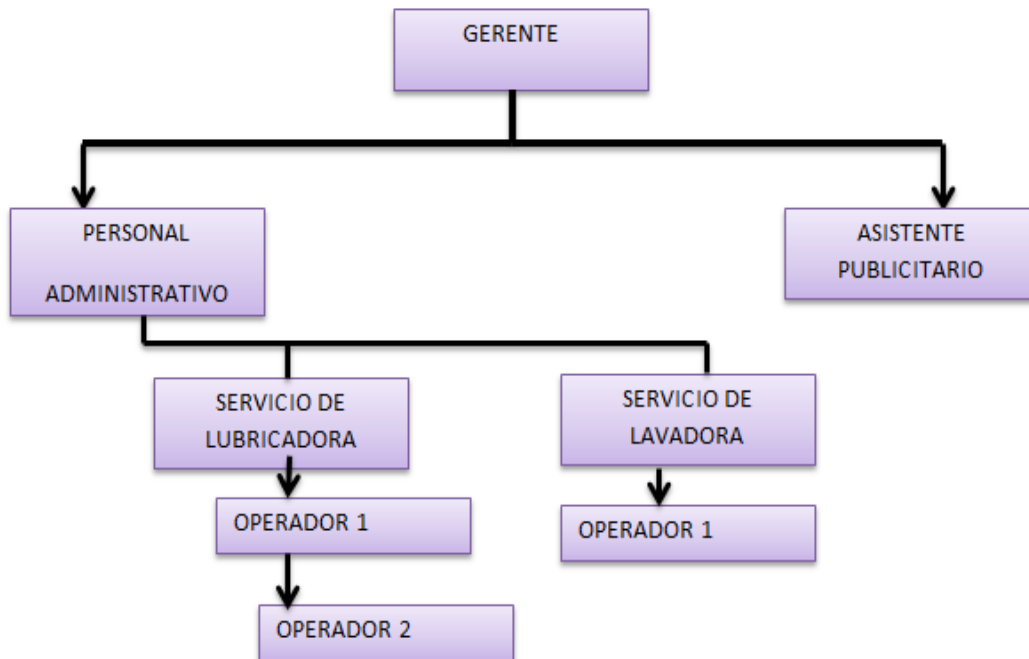 GERENTE
PERSONAL
ADMINISTRATIVO
ASISTENTE
PUBLICITARIO
SERVICIO DE
LUBRICADORA
SERVICIO DE
LAVADORA
OPERADOR 1
OPERADOR 1
OPERADOR 2